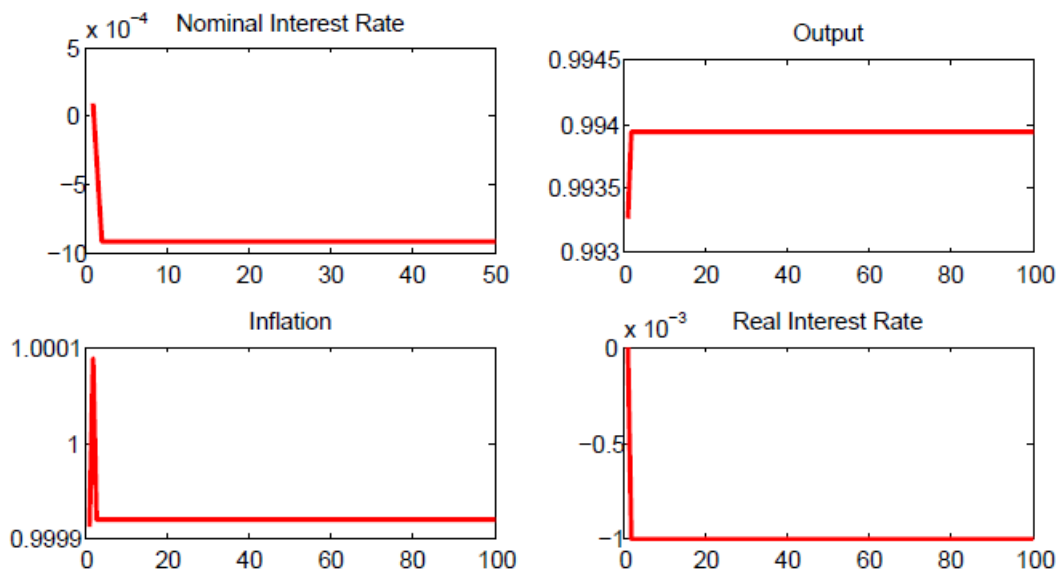 x 10⁻⁴
Nominal Interest Rate
5
0
−5
−10
0 10 20 30 40 50
Output
0.9945
0.994
0.9935
0.993
0 20 40 60 80 100
Inflation
1.0001
1
0.9999
0 20 40 60 80 100
x 10⁻³
Real Interest Rate
0
−0.5
−1
0 20 40 60 80 100